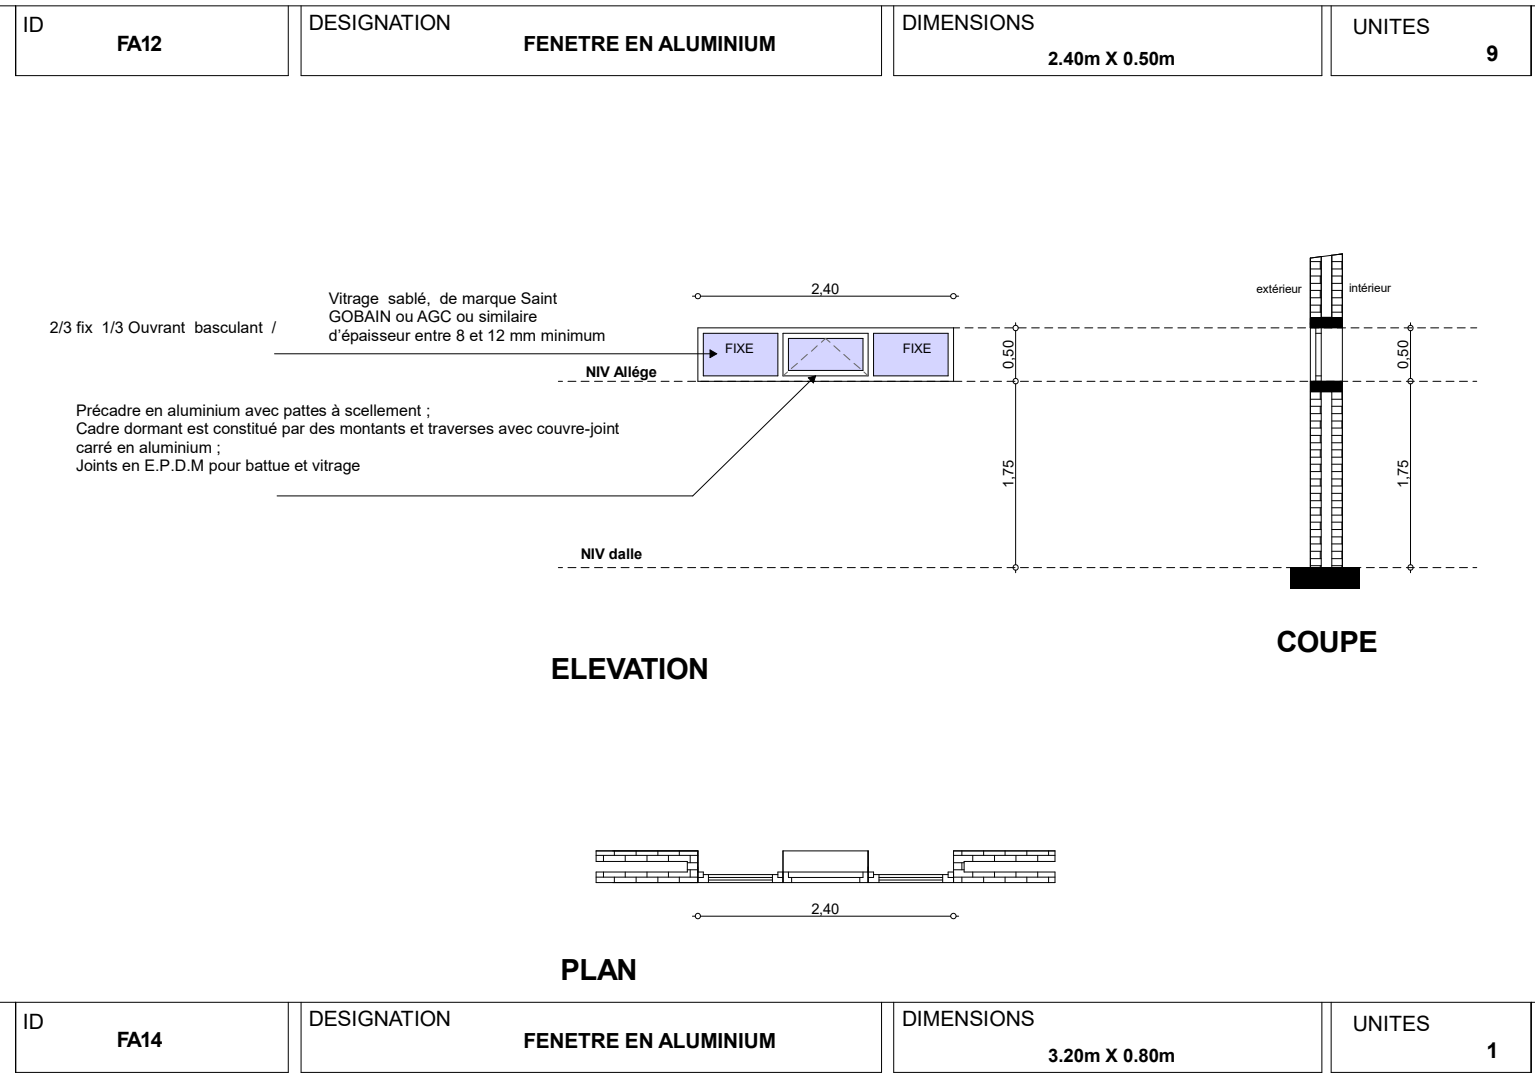 ID
FA12
DESIGNATION
FENETRE EN ALUMINIUM
DIMENSIONS
2.40m X 0.50m
UNITES
9
2/3 fix 1/3 Ouvrant basculant /
Vitrage sablé, de marque Saint
GOBAIN ou AGC ou similaire
d'épaisseur entre 8 et 12 mm minimum
2,40
FIXE
FIXE
NIV Allége
0,50
extérieur
intérieur
0,50
Précadre en aluminium avec pattes à scellement ;
Cadre dormant est constitué par des montants et traverses avec couvre-joint
carré en aluminium ;
Joints en E.P.D.M pour battue et vitrage
1,75
1,75
NIV dalle
ELEVATION
COUPE
2,40
PLAN
ID
FA14
DESIGNATION
FENETRE EN ALUMINIUM
DIMENSIONS
3.20m X 0.80m
UNITES
1